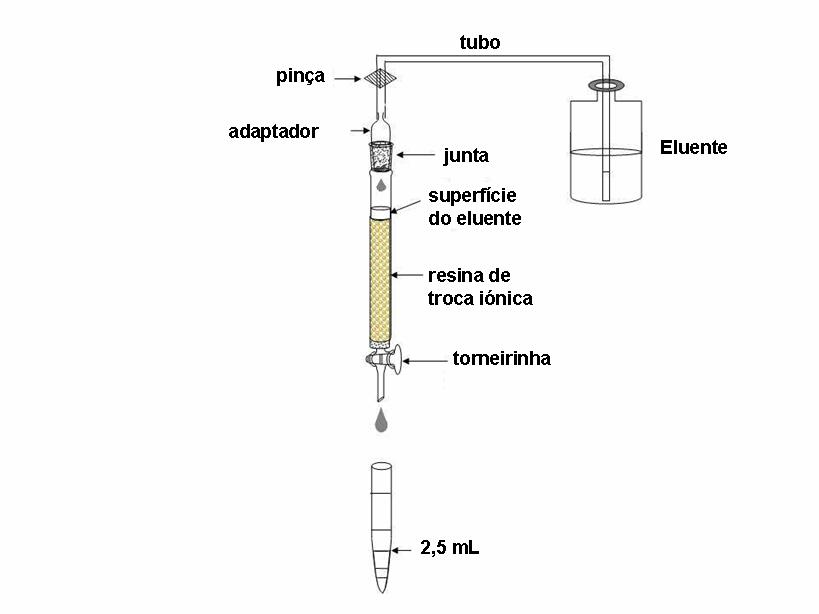 tubo
pinça
adaptador
Eluente
junta
superfície
do eluente
resina de
troca iónica
torneirinha
2,5 mL